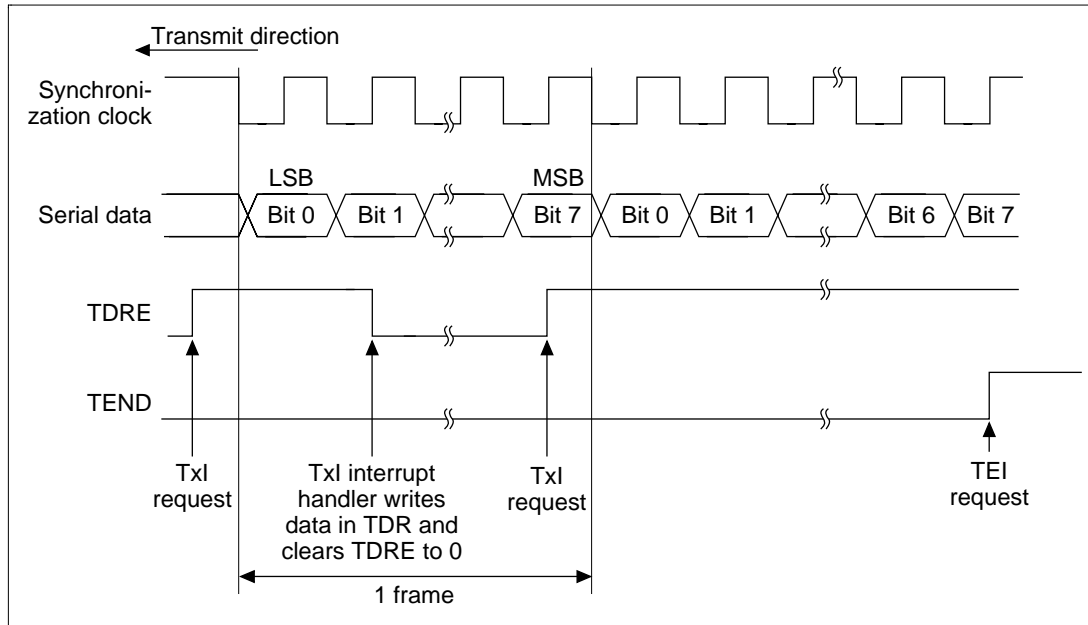 Transmit direction
Synchroni-
zation clock
LSB
MSB
Serial data
Bit 0
Bit 1
Bit 7
Bit 0
Bit 1
Bit 6
Bit 7
TDRE
TEND
TxI
request
TxI interrupt
handler writes
data in TDR and
clears TDRE to 0
TxI
request
TEI
request
1 frame